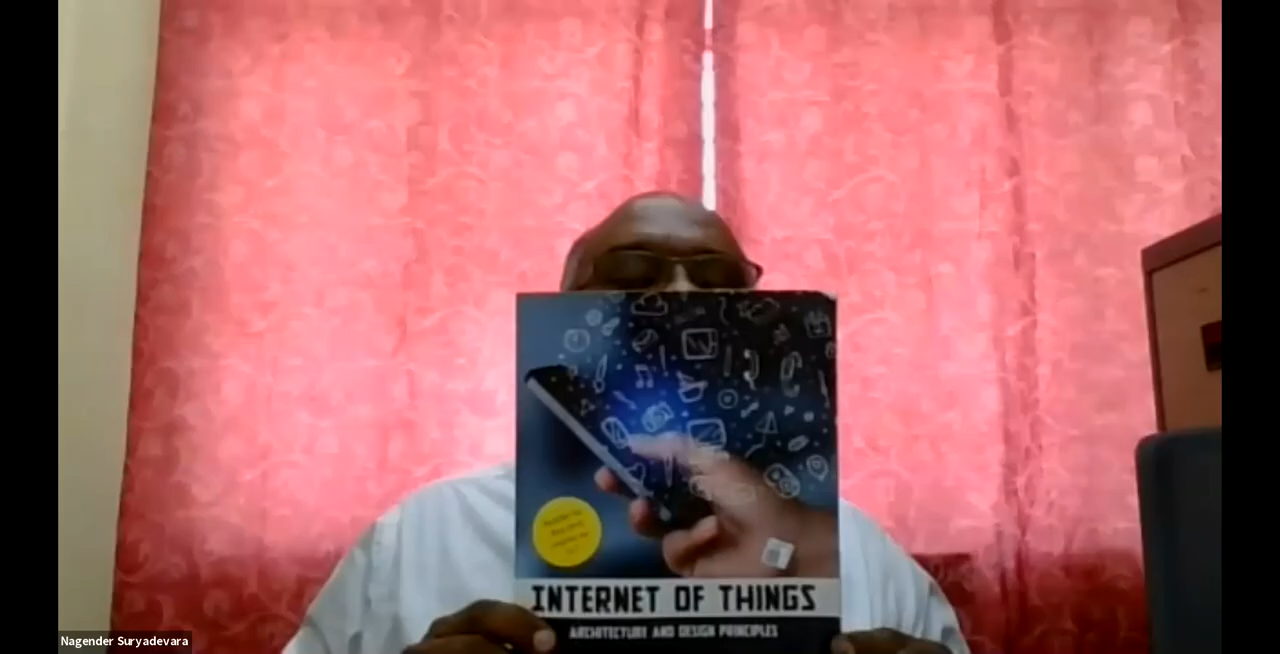 INTERNET OF THINGS
ARCHITECTURE AND DESIGN PRINCIPLES
Nagender Suryadevara